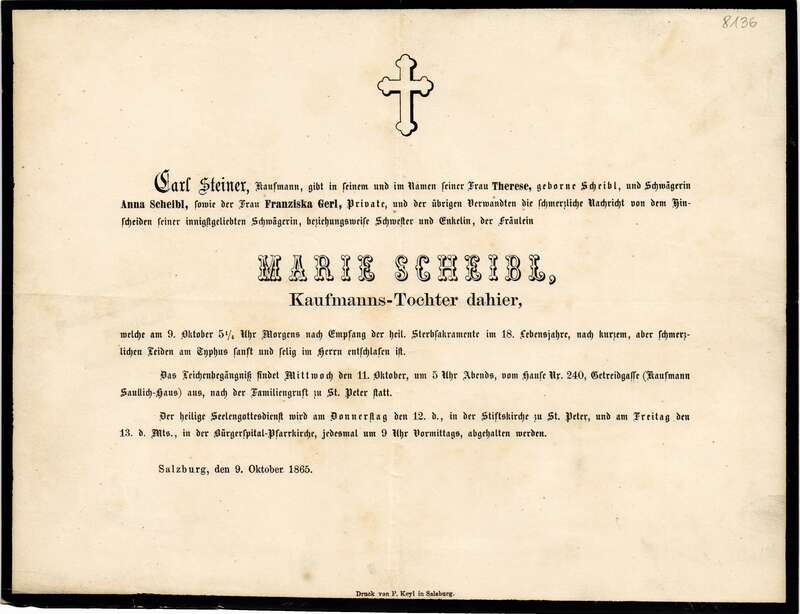 8136
Carl Steiner, Kaufmann, gibt in seinem und im Namen seiner Frau Therese, geborne Scheibl, und Schwägerin
Anna Scheibl, sowie der Frau Franziska Gerl, Private, und der übrigen Verwandten die schmerzliche Nachricht von dem Hin-
scheiden seiner innigstgeliebten Schwägerin, beziehungsweise Schwester und Enkelin, der Fräulein
MARIE SCHEIBL,
Kaufmanns-Tochter dahier,
welche am 9. Oktober 5¼ Uhr Morgens nach Empfang der heil. Sterbsakramente im 18. Lebensjahre, nach kurzem, aber schmerz-
lichen Leiden am Typhus sanft und selig im Herrn entschlafen ist.
Das Leichenbegängniß findet Mittwoch den 11. Oktober, um 5 Uhr Abends, vom Hause Nr. 240, Getreidgasse (Kaufmann
Saullich-Haus) aus, nach der Familiengruft zu St. Peter statt.
Der heilige Seelengottesdienst wird am Donnerstag den 12. d., in der Stiftskirche zu St. Peter, und am Freitag den
13. d. Mts., in der Bürgerspital-Pfarrkirche, jedesmal um 9 Uhr Vormittags, abgehalten werden.
Salzburg, den 9. Oktober 1865.
Druck von P. Keyl in Salzburg.